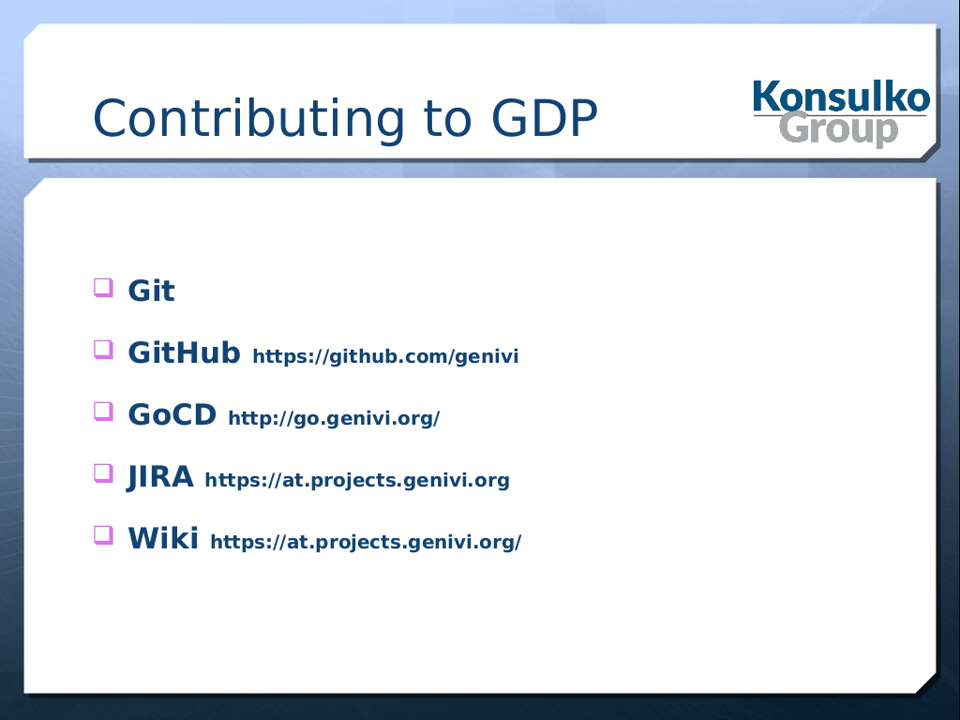 Contributing to GDP
Konsulko
Group
Git
GitHub https://github.com/genivi
GoCD http://go.genivi.org/
JIRA https://at.projects.genivi.org
Wiki https://at.projects.genivi.org/